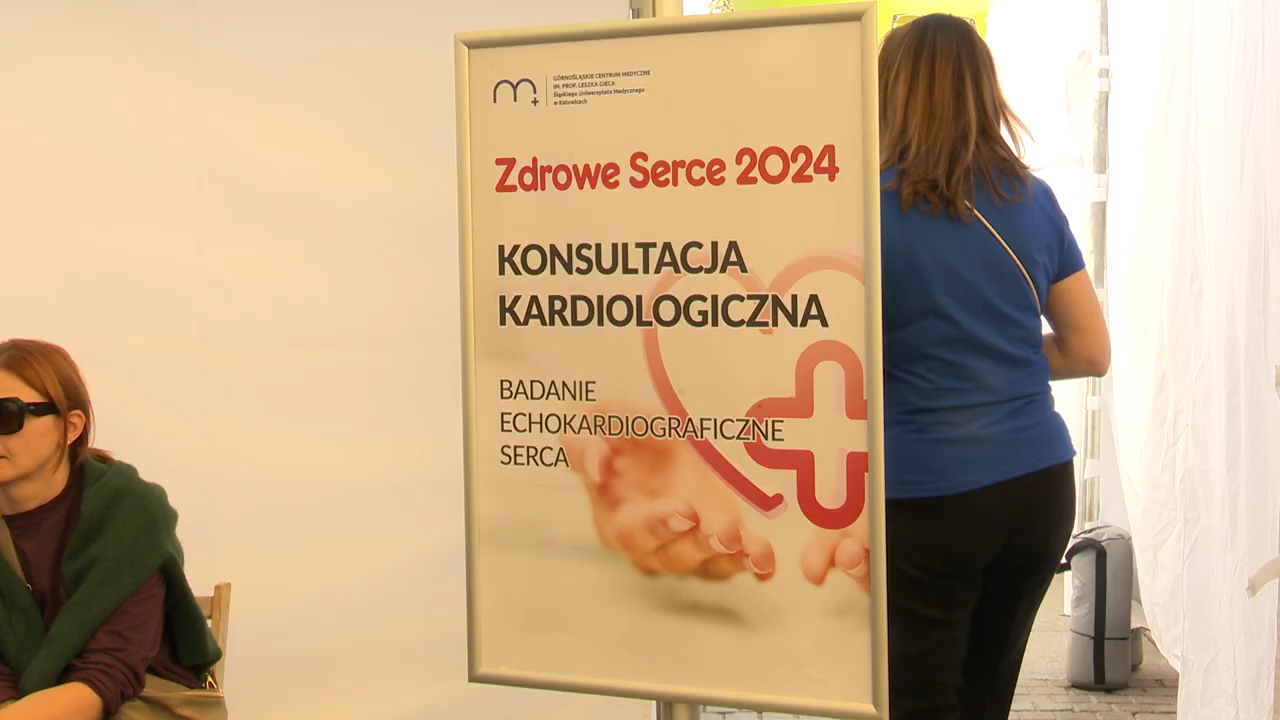 GÓRNOŚLĄSKIE CENTRUM MEDYCZNE
IM. PROF. LESZKA GIECA
Śląskiego Uniwersytetu Medycznego
w Katowicach
Zdrowe Serce 2024
KONSULTACJA
KARDIOLOGICZNA
BADANIE
ECHOKARDIOGRAFICZNE
SERCA